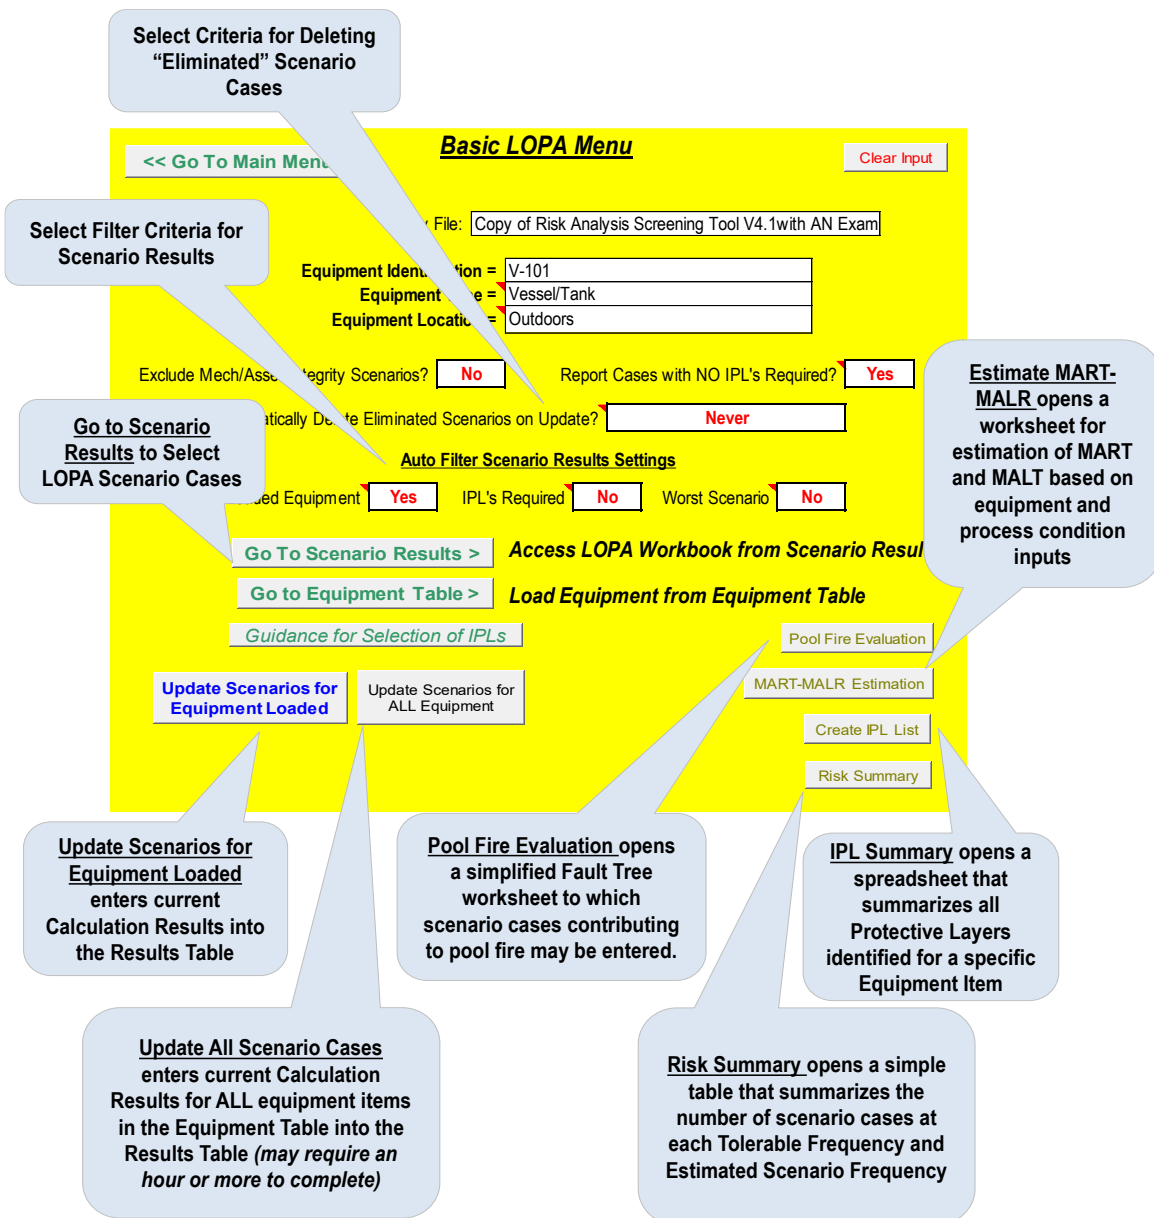 Select Criteria for Deleting
“Eliminated” Scenario
Cases
Basic LOPA Menu
<< Go To Main Menu
Clear Input
Select Filter Criteria for
Scenario Results
File:
Copy of Risk Analysis Screening Tool V4.1with AN Exam
Equipment Identification =
V-101
Equipment =
Vessel/Tank
Equipment Location =
Outdoors
Exclude Mech/Asset Integrity Scenarios?
No
Report Cases with NO IPL's Required?
Yes
Delete Eliminated Scenarios on Update?
Never
Go to Scenario
Results to Select
LOPA Scenario Cases
Auto Filter Scenario Results Settings
Equipment
Yes
IPL's Required
No
Worst Scenario
No
Estimate MART-
MALR opens a
worksheet for
estimation of MART
and MALT based on
equipment and
process condition
inputs
Go To Scenario Results >
Access LOPA Workbook from Scenario Resul
Go to Equipment Table >
Load Equipment from Equipment Table
Guidance for Selection of IPLs
Pool Fire Evaluation
Update Scenarios for
Equipment Loaded
Update Scenarios for
ALL Equipment
MART-MALR Estimation
Create IPL List
Risk Summary
Update Scenarios for
Equipment Loaded
enters current
Calculation Results into
the Results Table
Pool Fire Evaluation opens
a simplified Fault Tree
worksheet to which
scenario cases contributing
to pool fire may be entered.
IPL Summary opens a
spreadsheet that
summarizes all
Protective Layers
identified for a specific
Equipment Item
Update All Scenario Cases
enters current Calculation
Results for ALL equipment items
in the Equipment Table into the
Results Table (may require an
hour or more to complete)
Risk Summary opens a simple
table that summarizes the
number of scenario cases at
each Tolerable Frequency and
Estimated Scenario Frequency